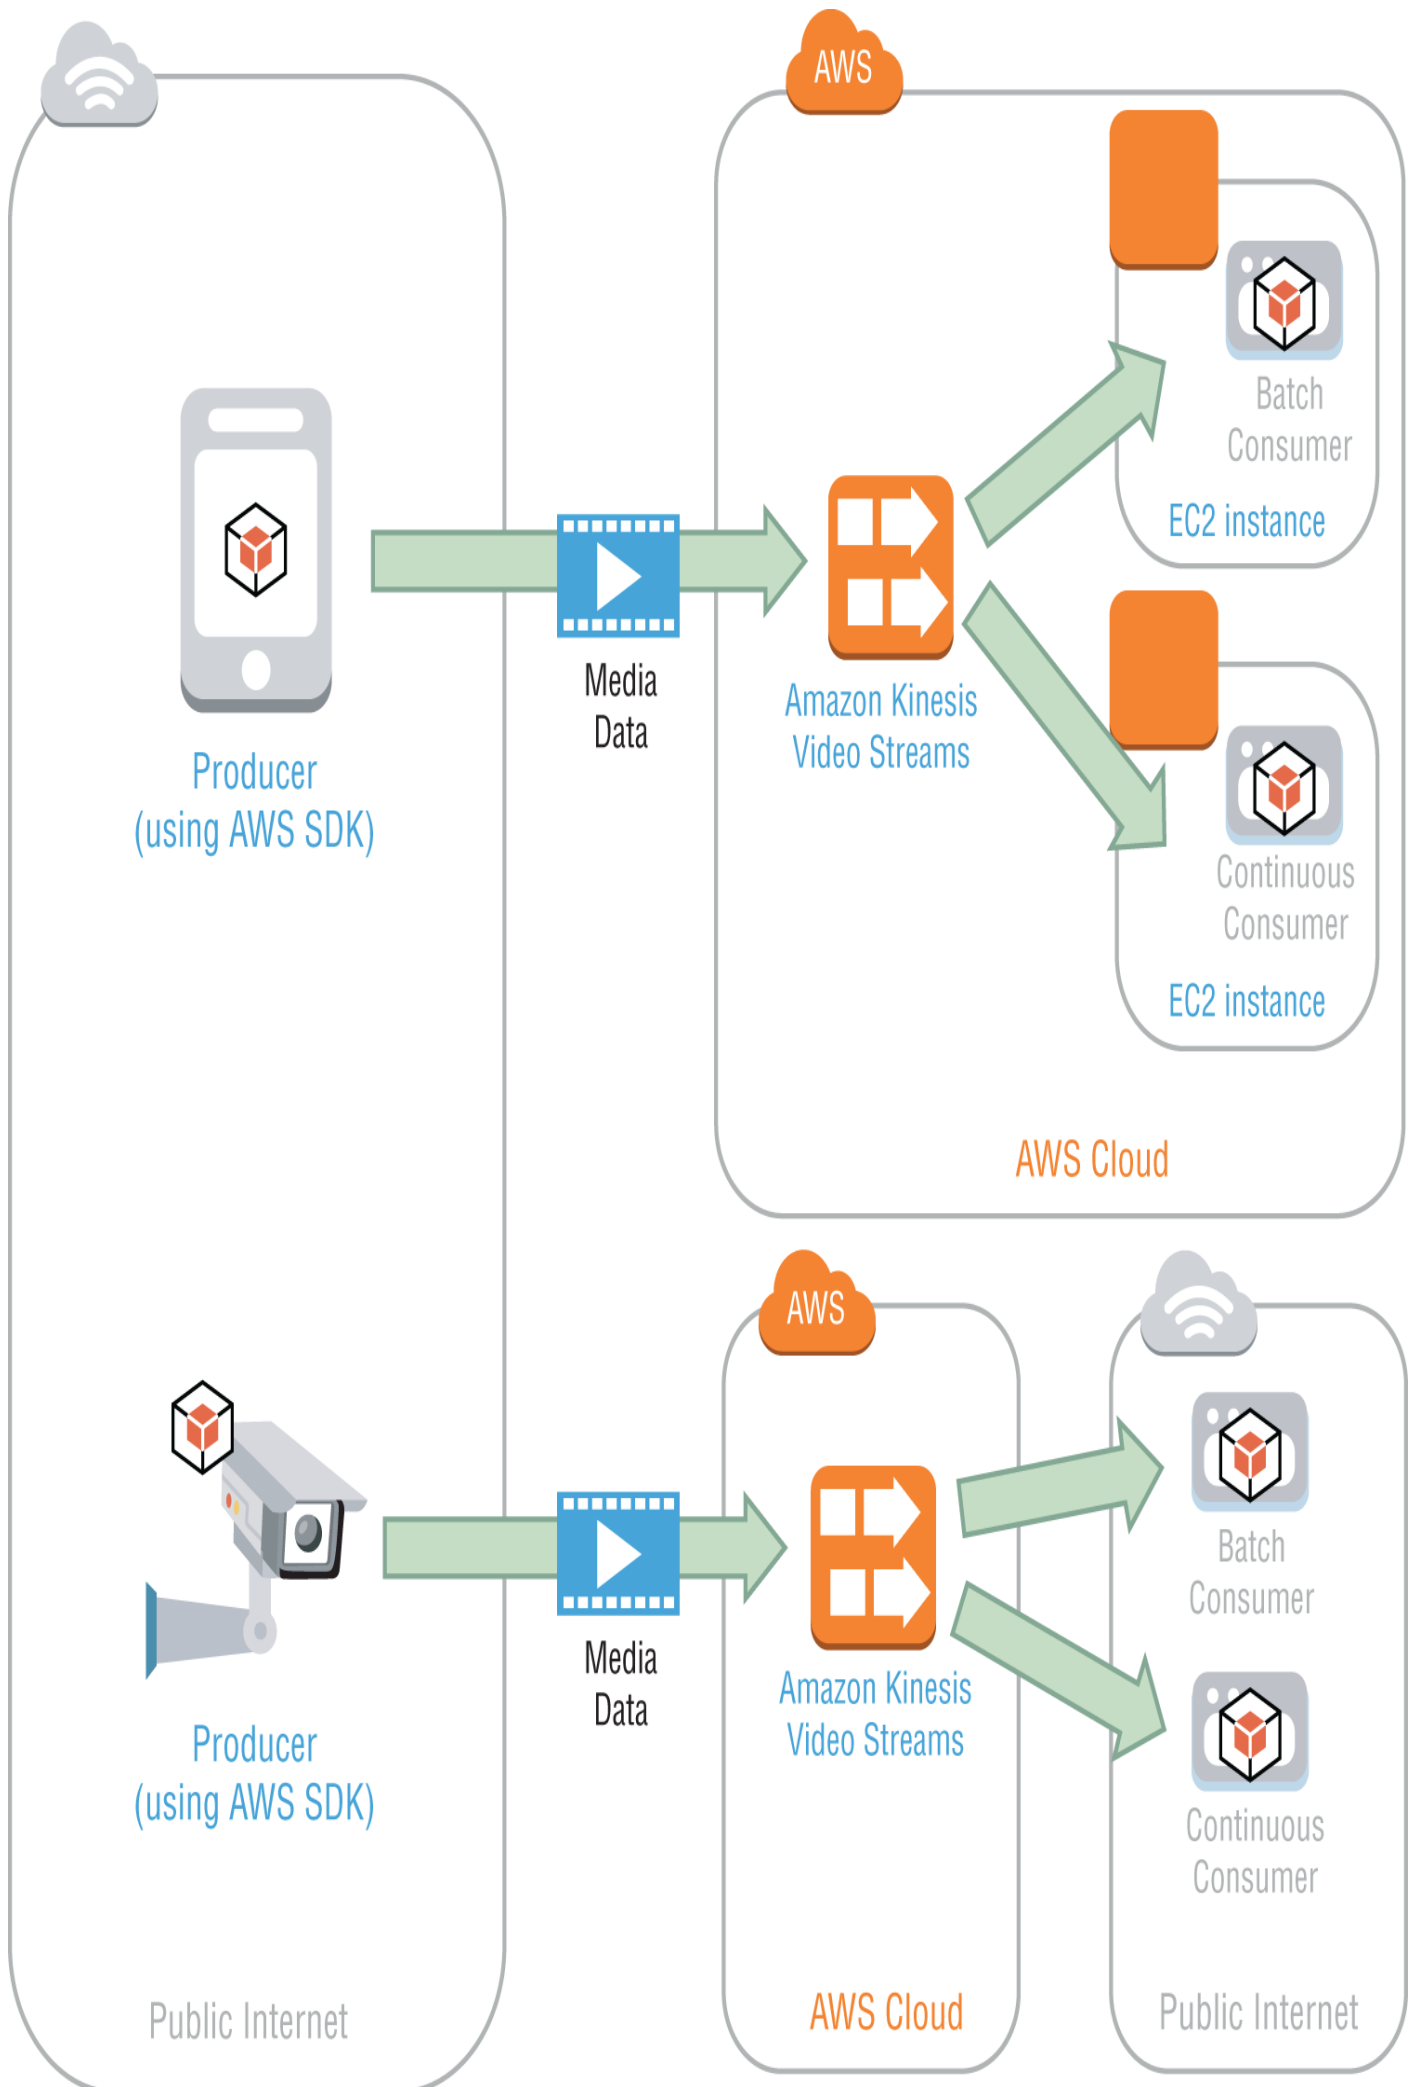 AWS
Batch
Consumer
EC2 instance
Media
Data
Amazon Kinesis
Video Streams
Producer
(using AWS SDK)
Continuous
Consumer
EC2 instance
AWS Cloud
AWS
Batch
Consumer
Media
Data
Amazon Kinesis
Video Streams
Producer
(using AWS SDK)
Continuous
Consumer
Public Internet
AWS Cloud
Public Internet